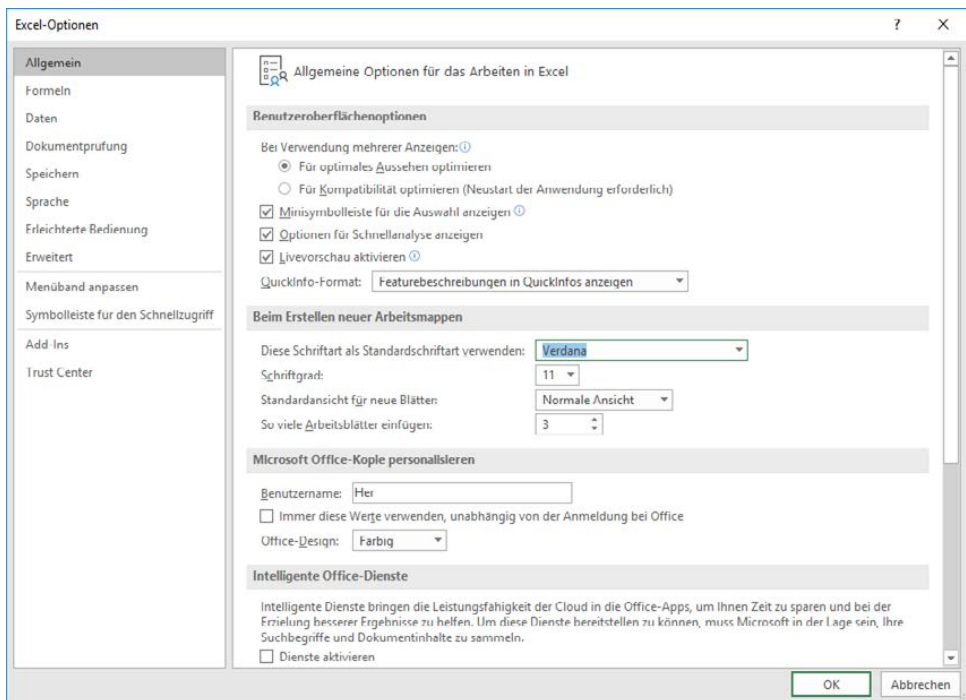 Excel-Optionen ? X
Allgemein
Formeln
Daten
Dokumentprüfung
Speichern
Sprache
Erleichterte Bedienung
Erweitert
Menüband anpassen
Symbolleiste für den Schnellzugriff
Add-Ins
Trust Center
Allgemeine Optionen für das Arbeiten in Excel
Benutzeroberflächenoptionen
Bei Verwendung mehrerer Anzeigen:
Für optimales Aussehen optimieren
Für Kompatibilität optimieren (Neustart der Anwendung erforderlich)
Minisymbolleiste für die Auswahl anzeigen
Optionen für Schnellanalyse anzeigen
Livevorschau aktivieren
QuickInfo-Format: Featurebeschreibungen in QuickInfos anzeigen
Beim Erstellen neuer Arbeitsmappen
Diese Schriftart als Standardschriftart verwenden: Verdana
Schriftgrad: 11
Standardansicht für neue Blätter: Normale Ansicht
So viele Arbeitsblätter einfügen: 3
Microsoft Office-Kopie personalisieren
Benutzername: Her
Immer diese Werte verwenden, unabhängig von der Anmeldung bei Office
Office-Design: Farbig
Intelligente Office-Dienste
Intelligente Dienste bringen die Leistungsfähigkeit der Cloud in die Office-Apps, um Ihnen Zeit zu sparen und bei der
Erzielung besserer Ergebnisse zu helfen. Um diese Dienste bereitstellen zu können, muss Microsoft in der Lage sein, Ihre
Suchbegriffe und Dokumentinhalte zu sammeln.
Dienste aktivieren
OK Abbrechen